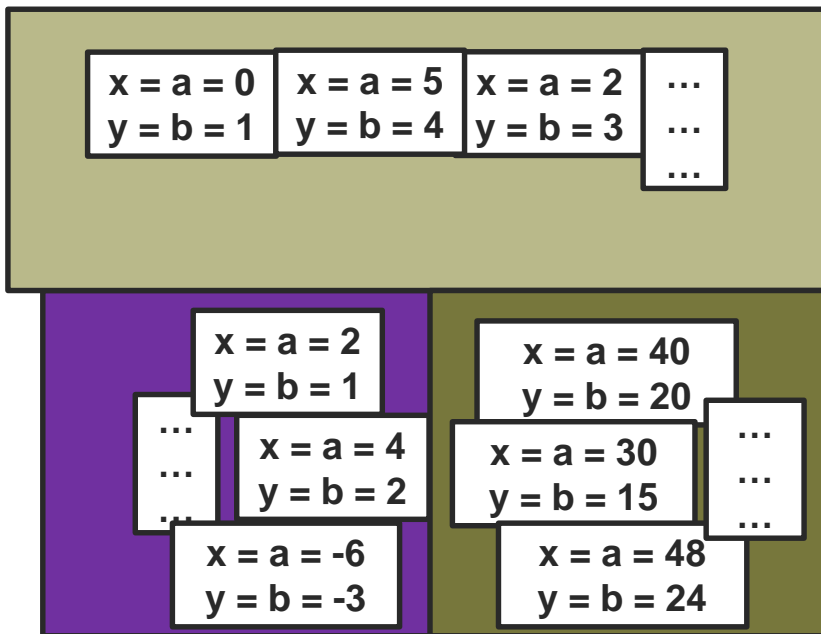 x = a = 0
y = b = 1
x = a = 5
y = b = 4
x = a = 2
y = b = 3
...
...
...
x = a = 2
y = b = 1
...
...
...
x = a = 4
y = b = 2
x = a = -6
y = b = -3
x = a = 40
y = b = 20
x = a = 30
y = b = 15
...
...
...
x = a = 48
y = b = 24